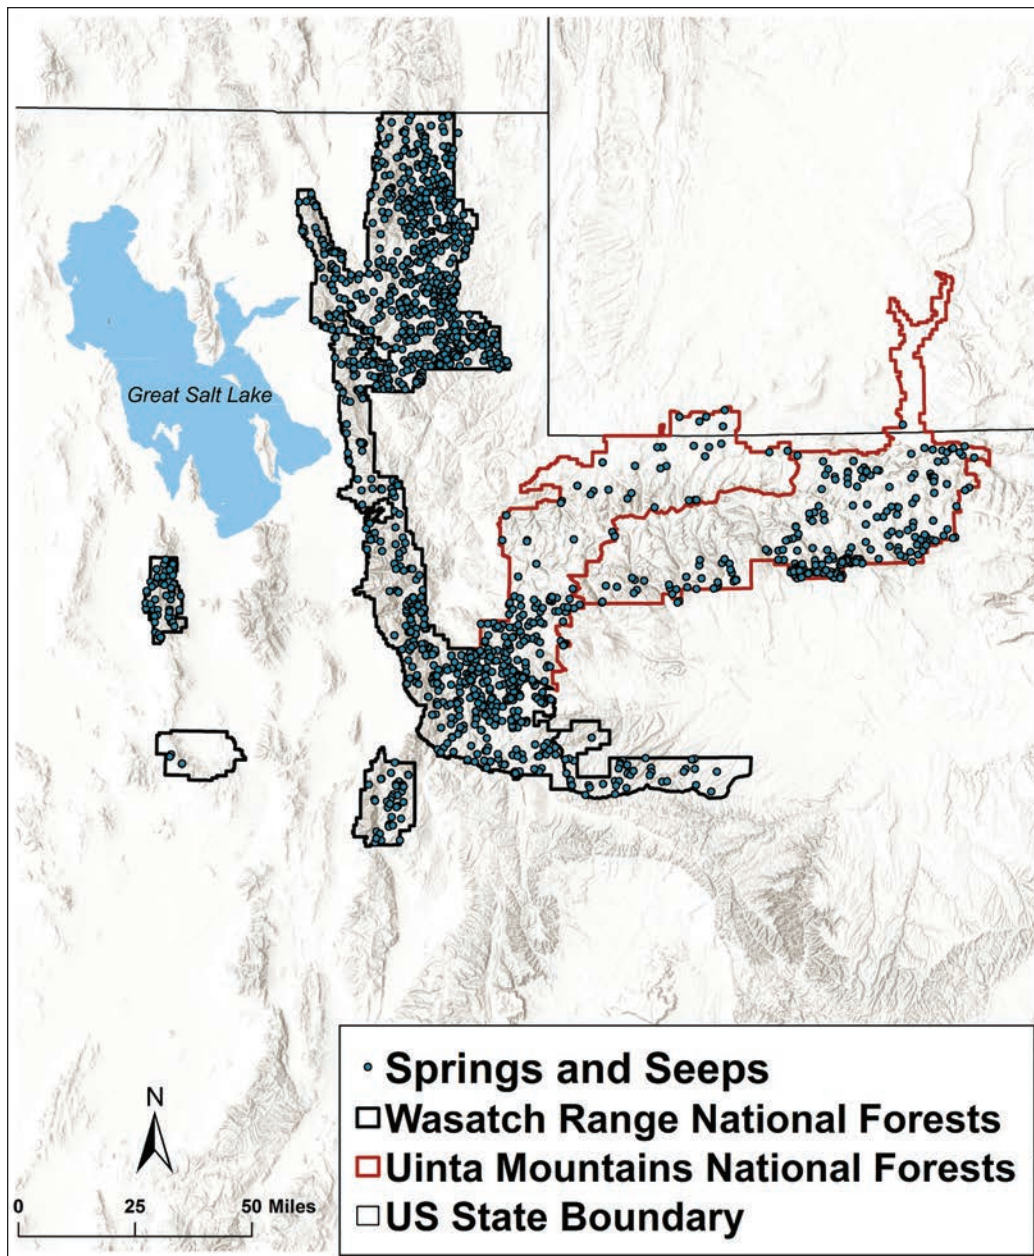 Great Salt Lake
Springs and Seeps
Wasatch Range National Forests
Uinta Mountains National Forests
US State Boundary
N
0 25 50 Miles